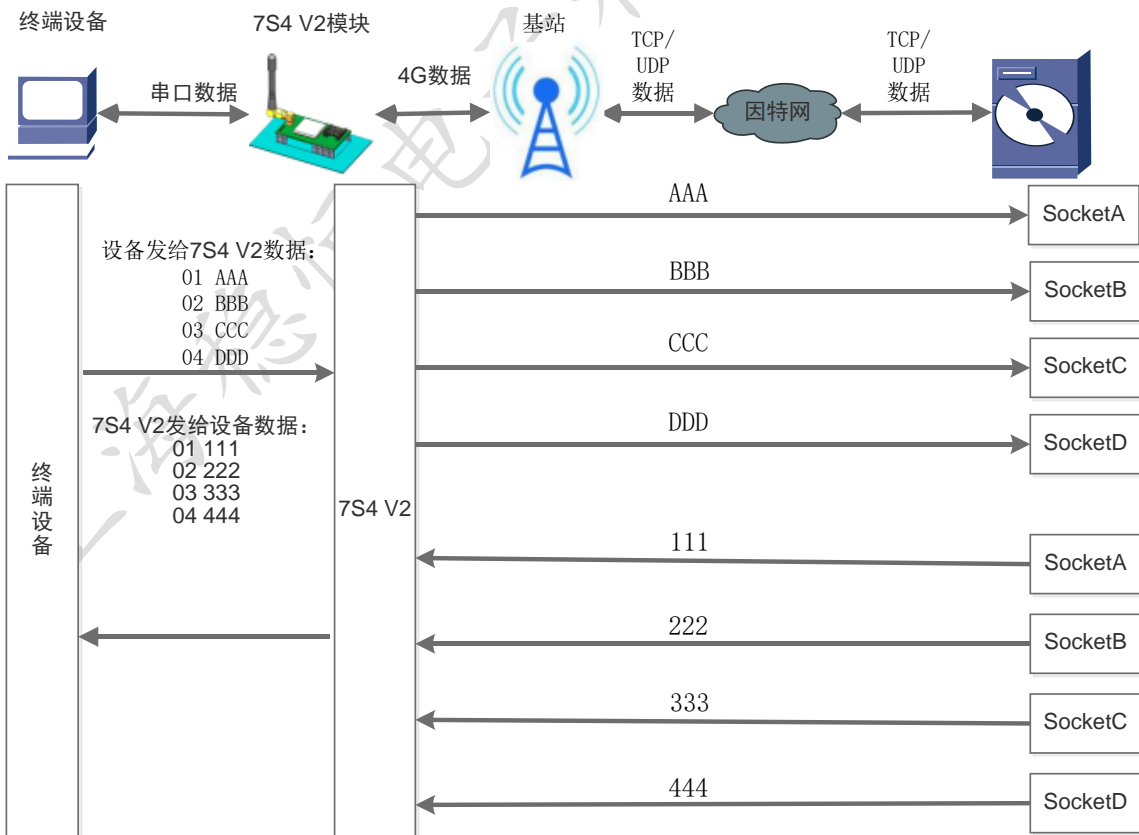 终端设备
7S4 V2模块
基站
TCP/
UDP
数据
TCP/
UDP
数据
串口数据
4G数据
因特网
AAA
SocketA
设备发给7S4 V2数据：
01 AAA
02 BBB
03 CCC
04 DDD
BBB
SocketB
CCC
SocketC
DDD
SocketD
7S4 V2发给设备数据：
01 111
02 222
03 333
04 444
终端设备
7S4 V2
111
SocketA
222
SocketB
333
SocketC
444
SocketD